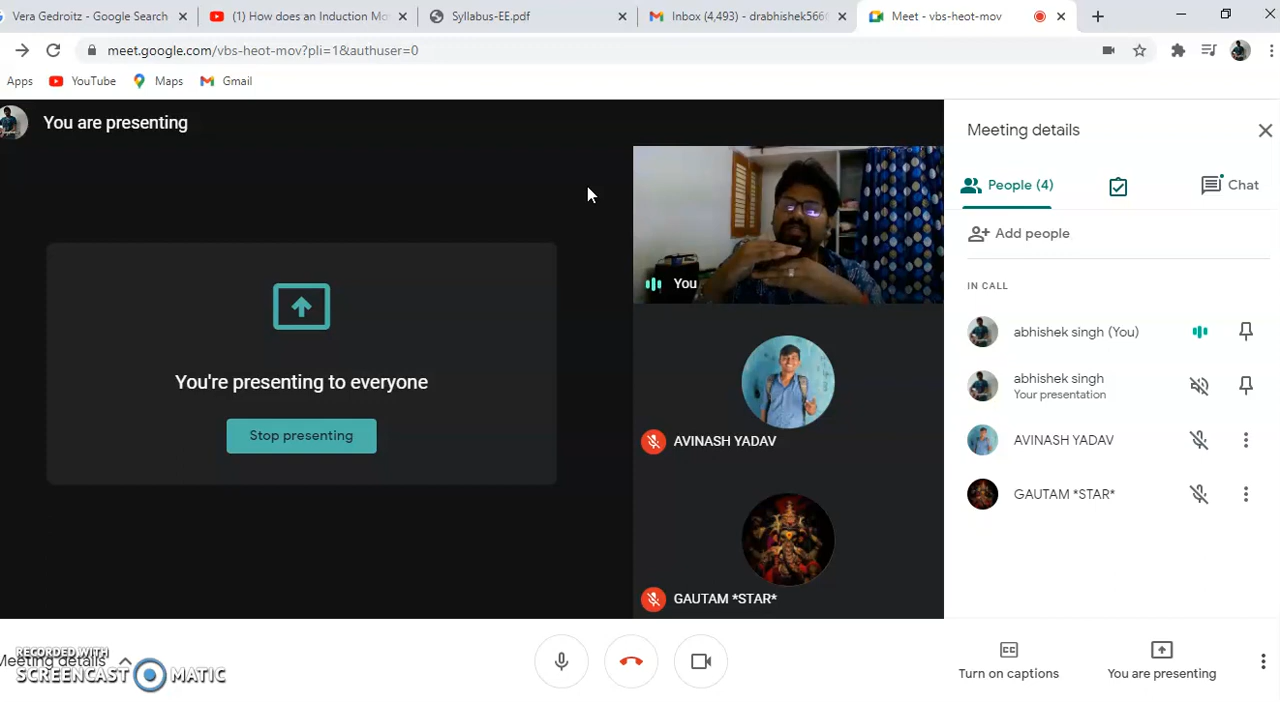 Vera Gedroitz - Google Search
(1) How does an Induction Mo
Syllabus-EE.pdf
Inbox (4,493) - drabhishek5666
Meet - vbs-heot-mov
meet.google.com/vbs-heot-mov?pli=1&authuser=0
Apps
YouTube
Maps
Gmail
You are presenting
You're presenting to everyone
Stop presenting
You
AVINASH YADAV
GAUTAM *STAR*
Meeting details
People (4)
Chat
Add people
IN CALL
abhishek singh (You)
abhishek singh
Your presentation
AVINASH YADAV
GAUTAM *STAR*
Meeting details
RECORDED WITH
SCREENCAST MATIC
CC
Turn on captions
You are presenting